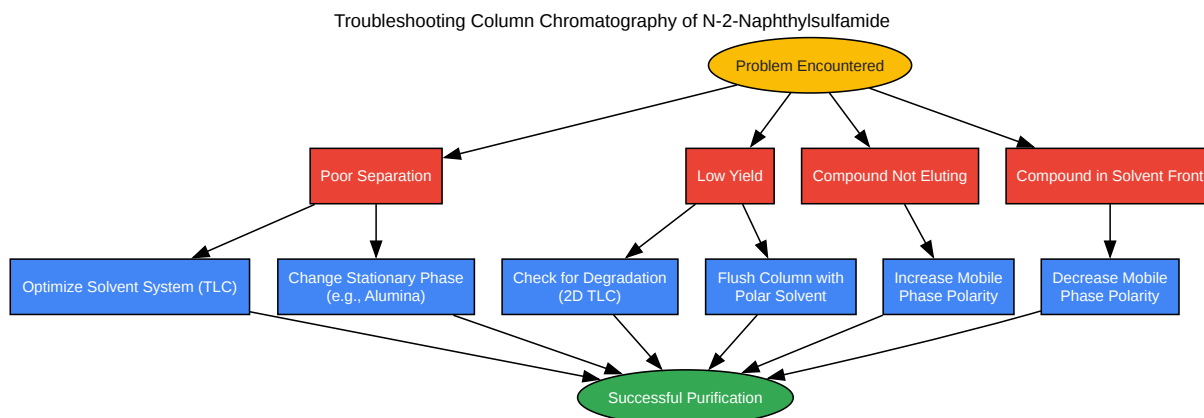 Troubleshooting Column Chromatography of N-2-Naphthylsulfamide
Problem Encountered
Poor Separation
Low Yield
Compound Not Eluting
Compound in Solvent Front
Optimize Solvent System (TLC)
Change Stationary Phase
(e.g., Alumina)
Check for Degradation
(2D TLC)
Flush Column with
Polar Solvent
Increase Mobile
Phase Polarity
Decrease Mobile
Phase Polarity
Successful Purification